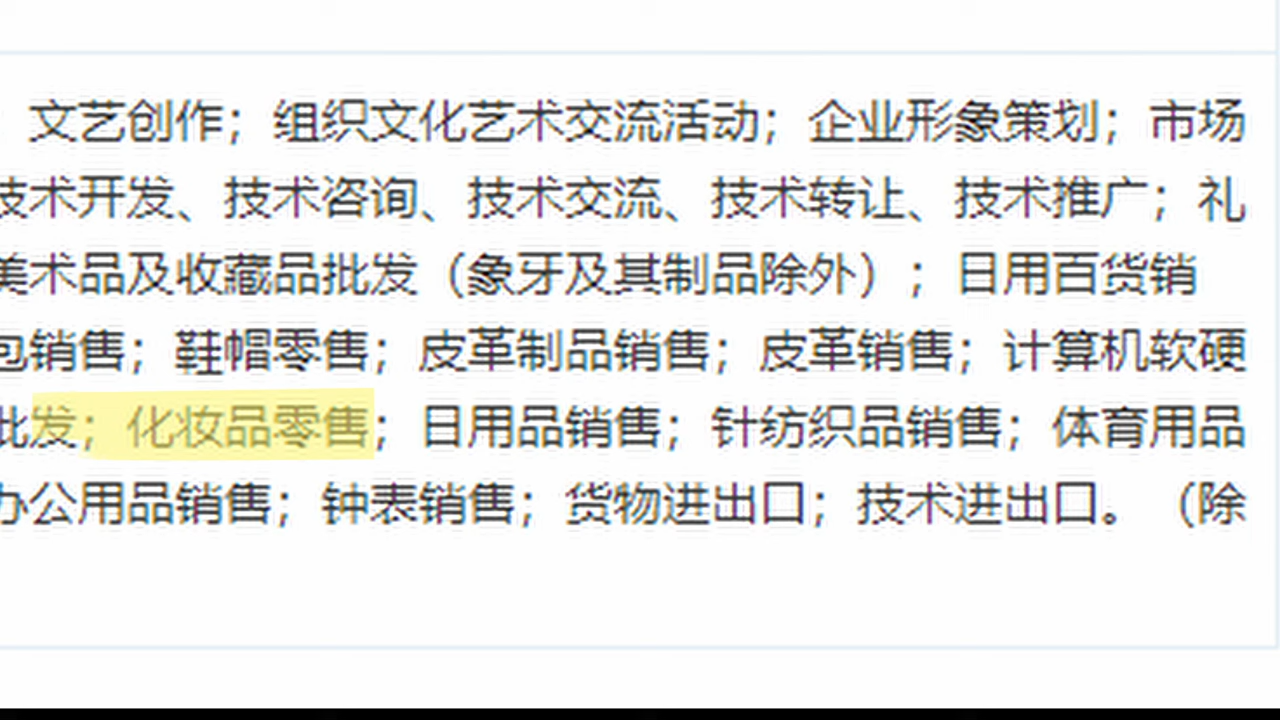 文艺创作；组织文化艺术交流活动；企业形象策划；市场
技术开发、技术咨询、技术交流、技术转让、技术推广；礼
美术品及收藏品批发（象牙及其制品除外）；日用百货销
包销售；鞋帽零售；皮革制品销售；皮革销售；计算机软硬
批发；化妆品零售；日用品销售；针纺织品销售；体育用品
办公用品销售；钟表销售；货物进出口；技术进出口。（除